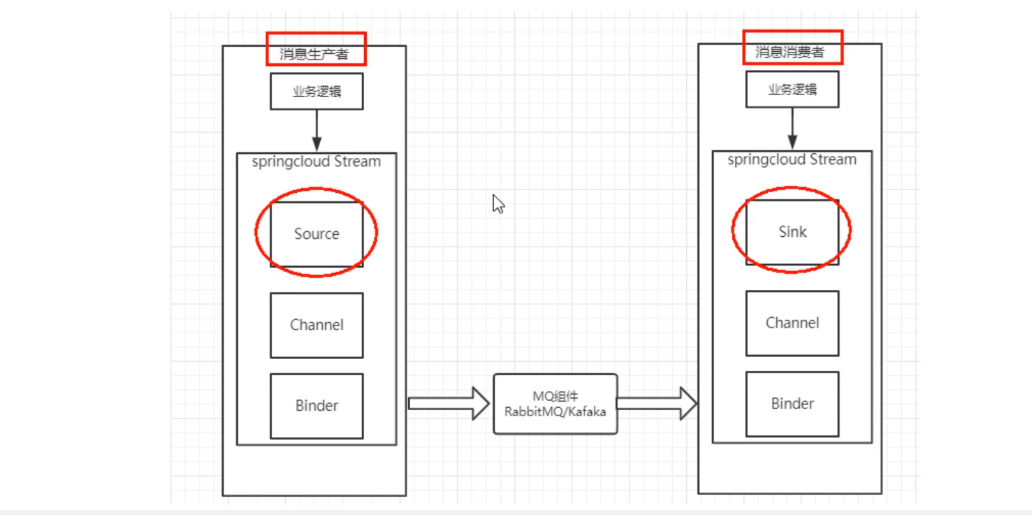 消息生产者
业务逻辑
springcloud Stream
Source
Channel
Binder
MQ组件
RabbitMQ/Kafaka
消息消费者
业务逻辑
springcloud Stream
Sink
Channel
Binder